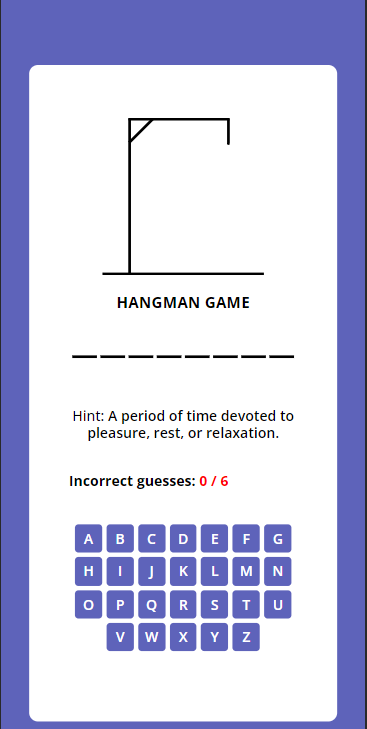 HANGMAN GAME
Hint: A period of time devoted to
pleasure, rest, or relaxation.
Incorrect guesses: 0 / 6
A B C D E F G
H I J K L M N
O P Q R S T U
V W X Y Z